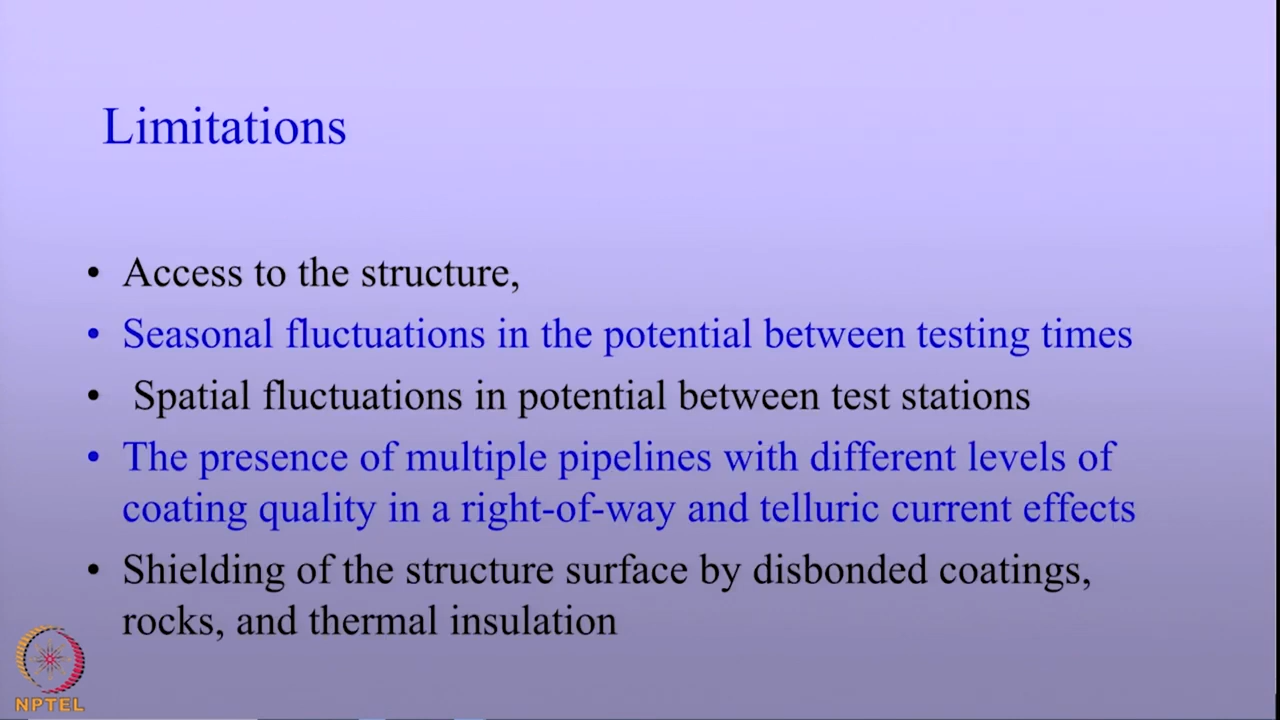 Limitations
• Access to the structure,
• Seasonal fluctuations in the potential between testing times
• Spatial fluctuations in potential between test stations
• The presence of multiple pipelines with different levels of
coating quality in a right-of-way and telluric current effects
• Shielding of the structure surface by disbonded coatings,
rocks, and thermal insulation
NPTEL